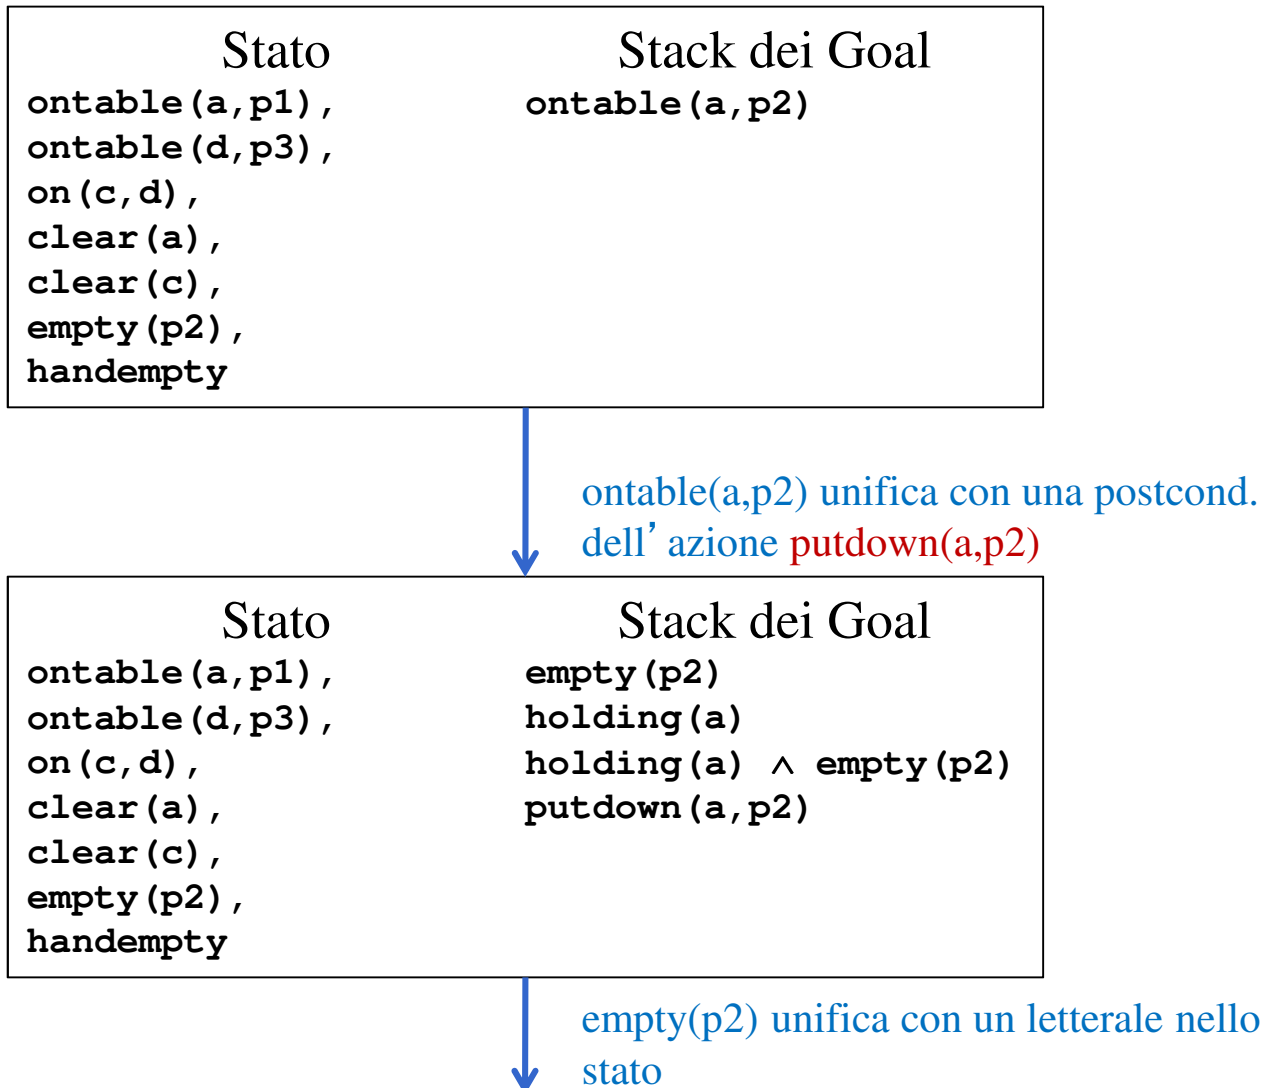 Stato Stack dei Goal
ontable(a,p1), ontable(a,p2)
ontable(d,p3),
on(c,d),
clear(a),
clear(c),
empty(p2),
handempty
ontable(a,p2) unifica con una postcond.
dell’ azione putdown(a,p2)
Stato Stack dei Goal
ontable(a,p1), empty(p2)
ontable(d,p3), holding(a)
on(c,d), holding(a) ∧ empty(p2)
clear(a), putdown(a,p2)
clear(c),
empty(p2),
handempty
empty(p2) unifica con un letterale nello
stato